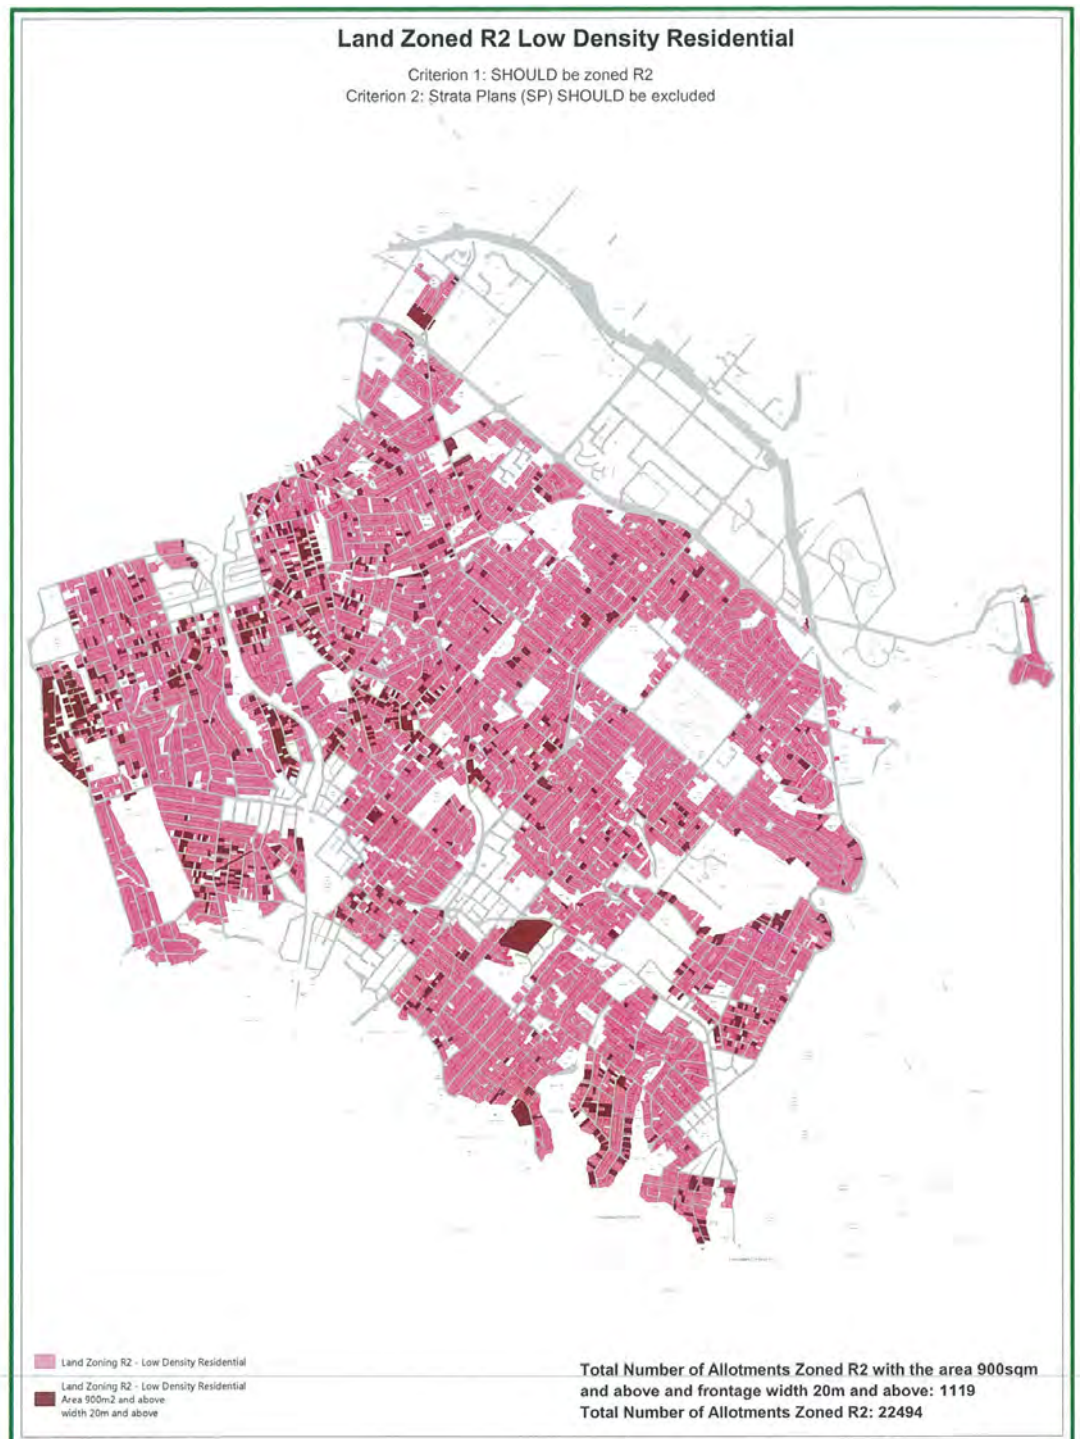 Land Zoned R2 Low Density Residential
Criterion 1: SHOULD be zoned R2
Criterion 2: Strata Plans (SP) SHOULD be excluded
Land Zoning R2 - Low Density Residential
Land Zoning R2 - Low Density Residential
Area 900m2 and above
width 20m and above
Total Number of Allotments Zoned R2 with the area 900sqm
and above and frontage width 20m and above: 1119
Total Number of Allotments Zoned R2: 22494